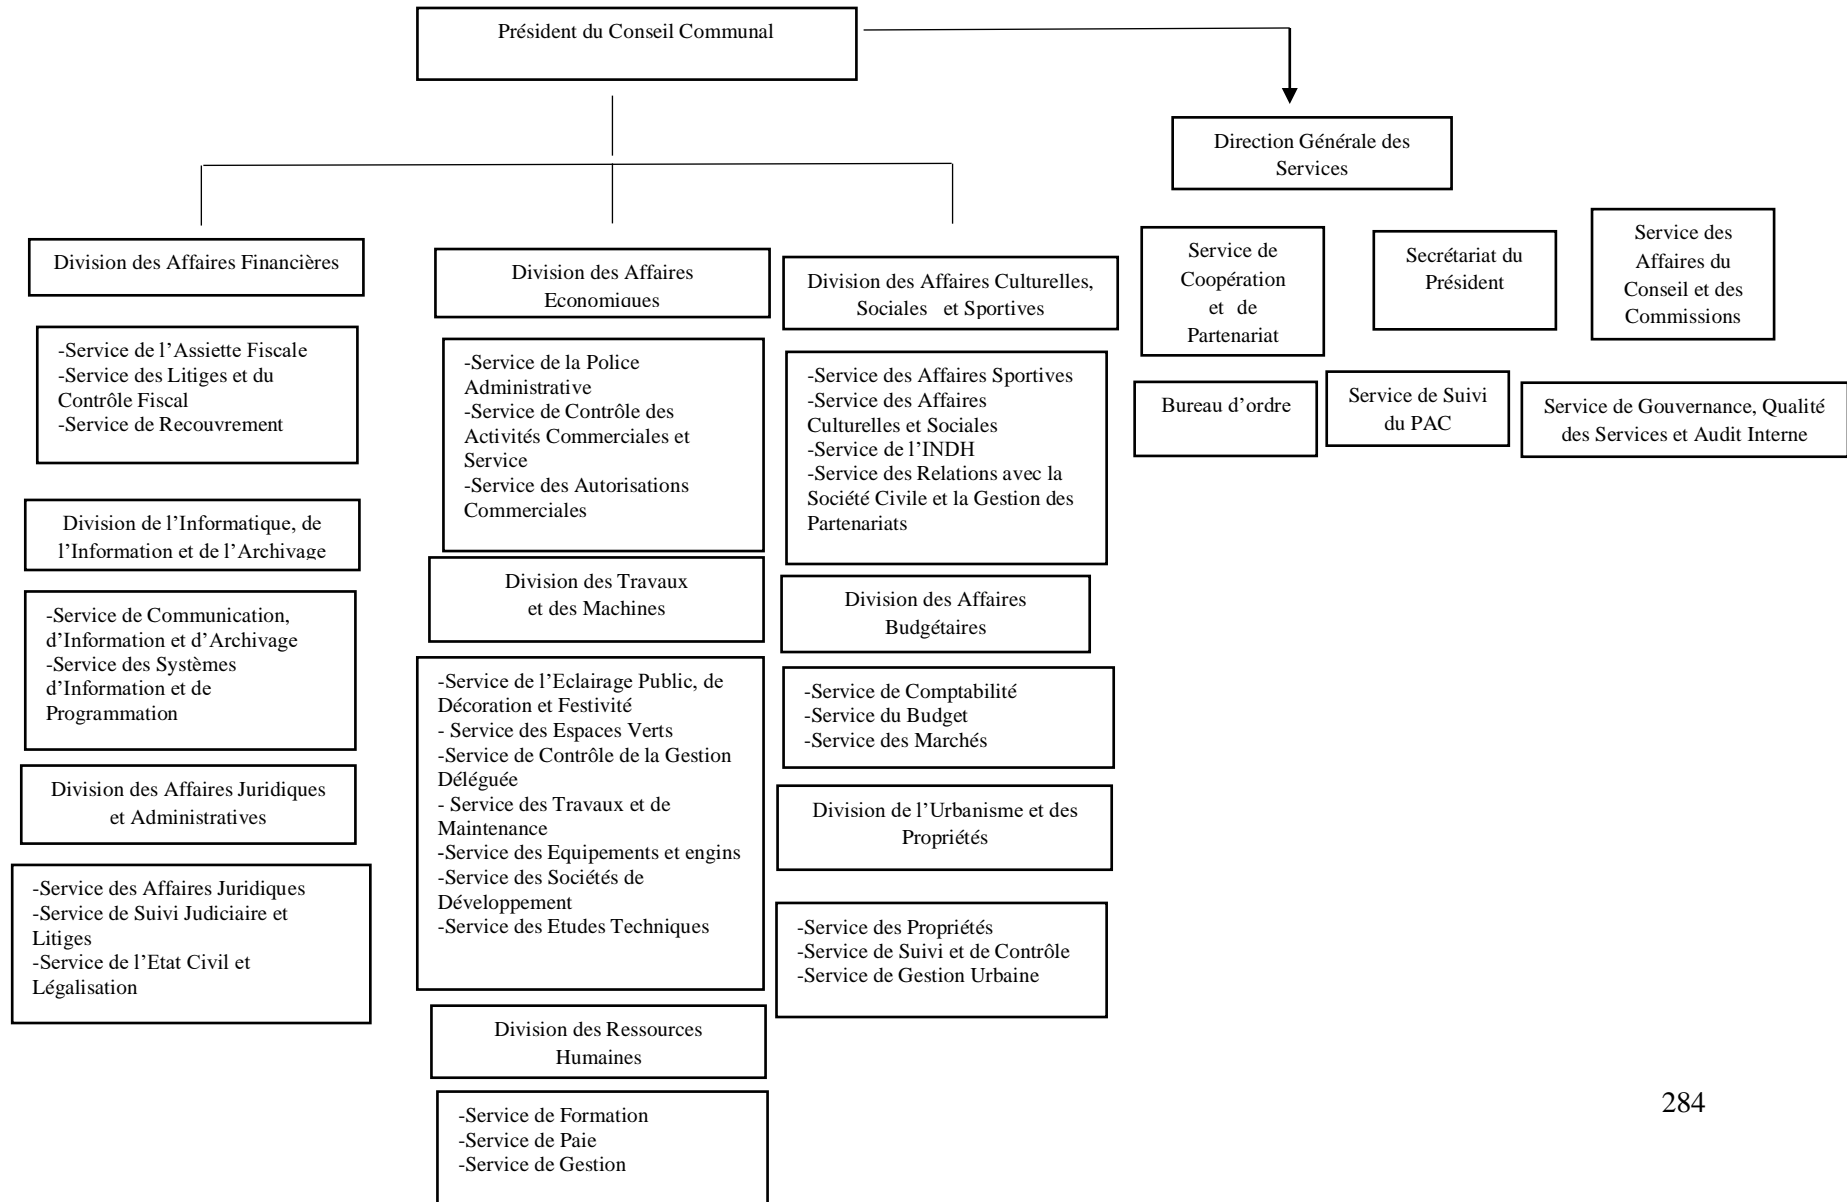 Président du Conseil Communal
Direction Générale des
Services
Division des Affaires Financières
-Service de l’Assiette Fiscale
-Service des Litiges et du
Contrôle Fiscal
-Service de Recouvrement
Division de l’Informatique, de
l’Information et de l’Archivage
-Service de Communication,
d’Information et d’Archivage
-Service des Systèmes
d’Information et de
Programmation
Division des Affaires Juridiques
et Administratives
-Service des Affaires Juridiques
-Service de Suivi Judiciaire et
Litiges
-Service de l’Etat Civil et
Légalisation
Division des Affaires
Economiques
-Service de la Police
Administrative
-Service de Contrôle des
Activités Commerciales et
Service
-Service des Autorisations
Commerciales
Division des Travaux
et des Machines
-Service de l’Eclairage Public, de
Décoration et Festivité
- Service des Espaces Verts
-Service de Contrôle de la Gestion
Déléguée
- Service des Travaux et de
Maintenance
-Service des Equipements et engins
-Service des Sociétés de
Développement
-Service des Etudes Techniques
Division des Ressources
Humaines
-Service de Formation
-Service de Paie
-Service de Gestion
Division des Affaires Culturelles,
Sociales et Sportives
-Service des Affaires Sportives
-Service des Affaires
Culturelles et Sociales
-Service de l’INDH
-Service des Relations avec la
Société Civile et la Gestion des
Partenariats
Division des Affaires
Budgétaires
-Service de Comptabilité
-Service du Budget
-Service des Marchés
Division de l’Urbanisme et des
Propriétés
-Service des Propriétés
-Service de Suivi et de Contrôle
-Service de Gestion Urbaine
Service de
Coopération
et de
Partenariat
Secrétariat du
Président
Service des
Affaires du
Conseil et des
Commissions
Bureau d’ordre
Service de Suivi
du PAC
Service de Gouvernance, Qualité
des Services et Audit Interne
284